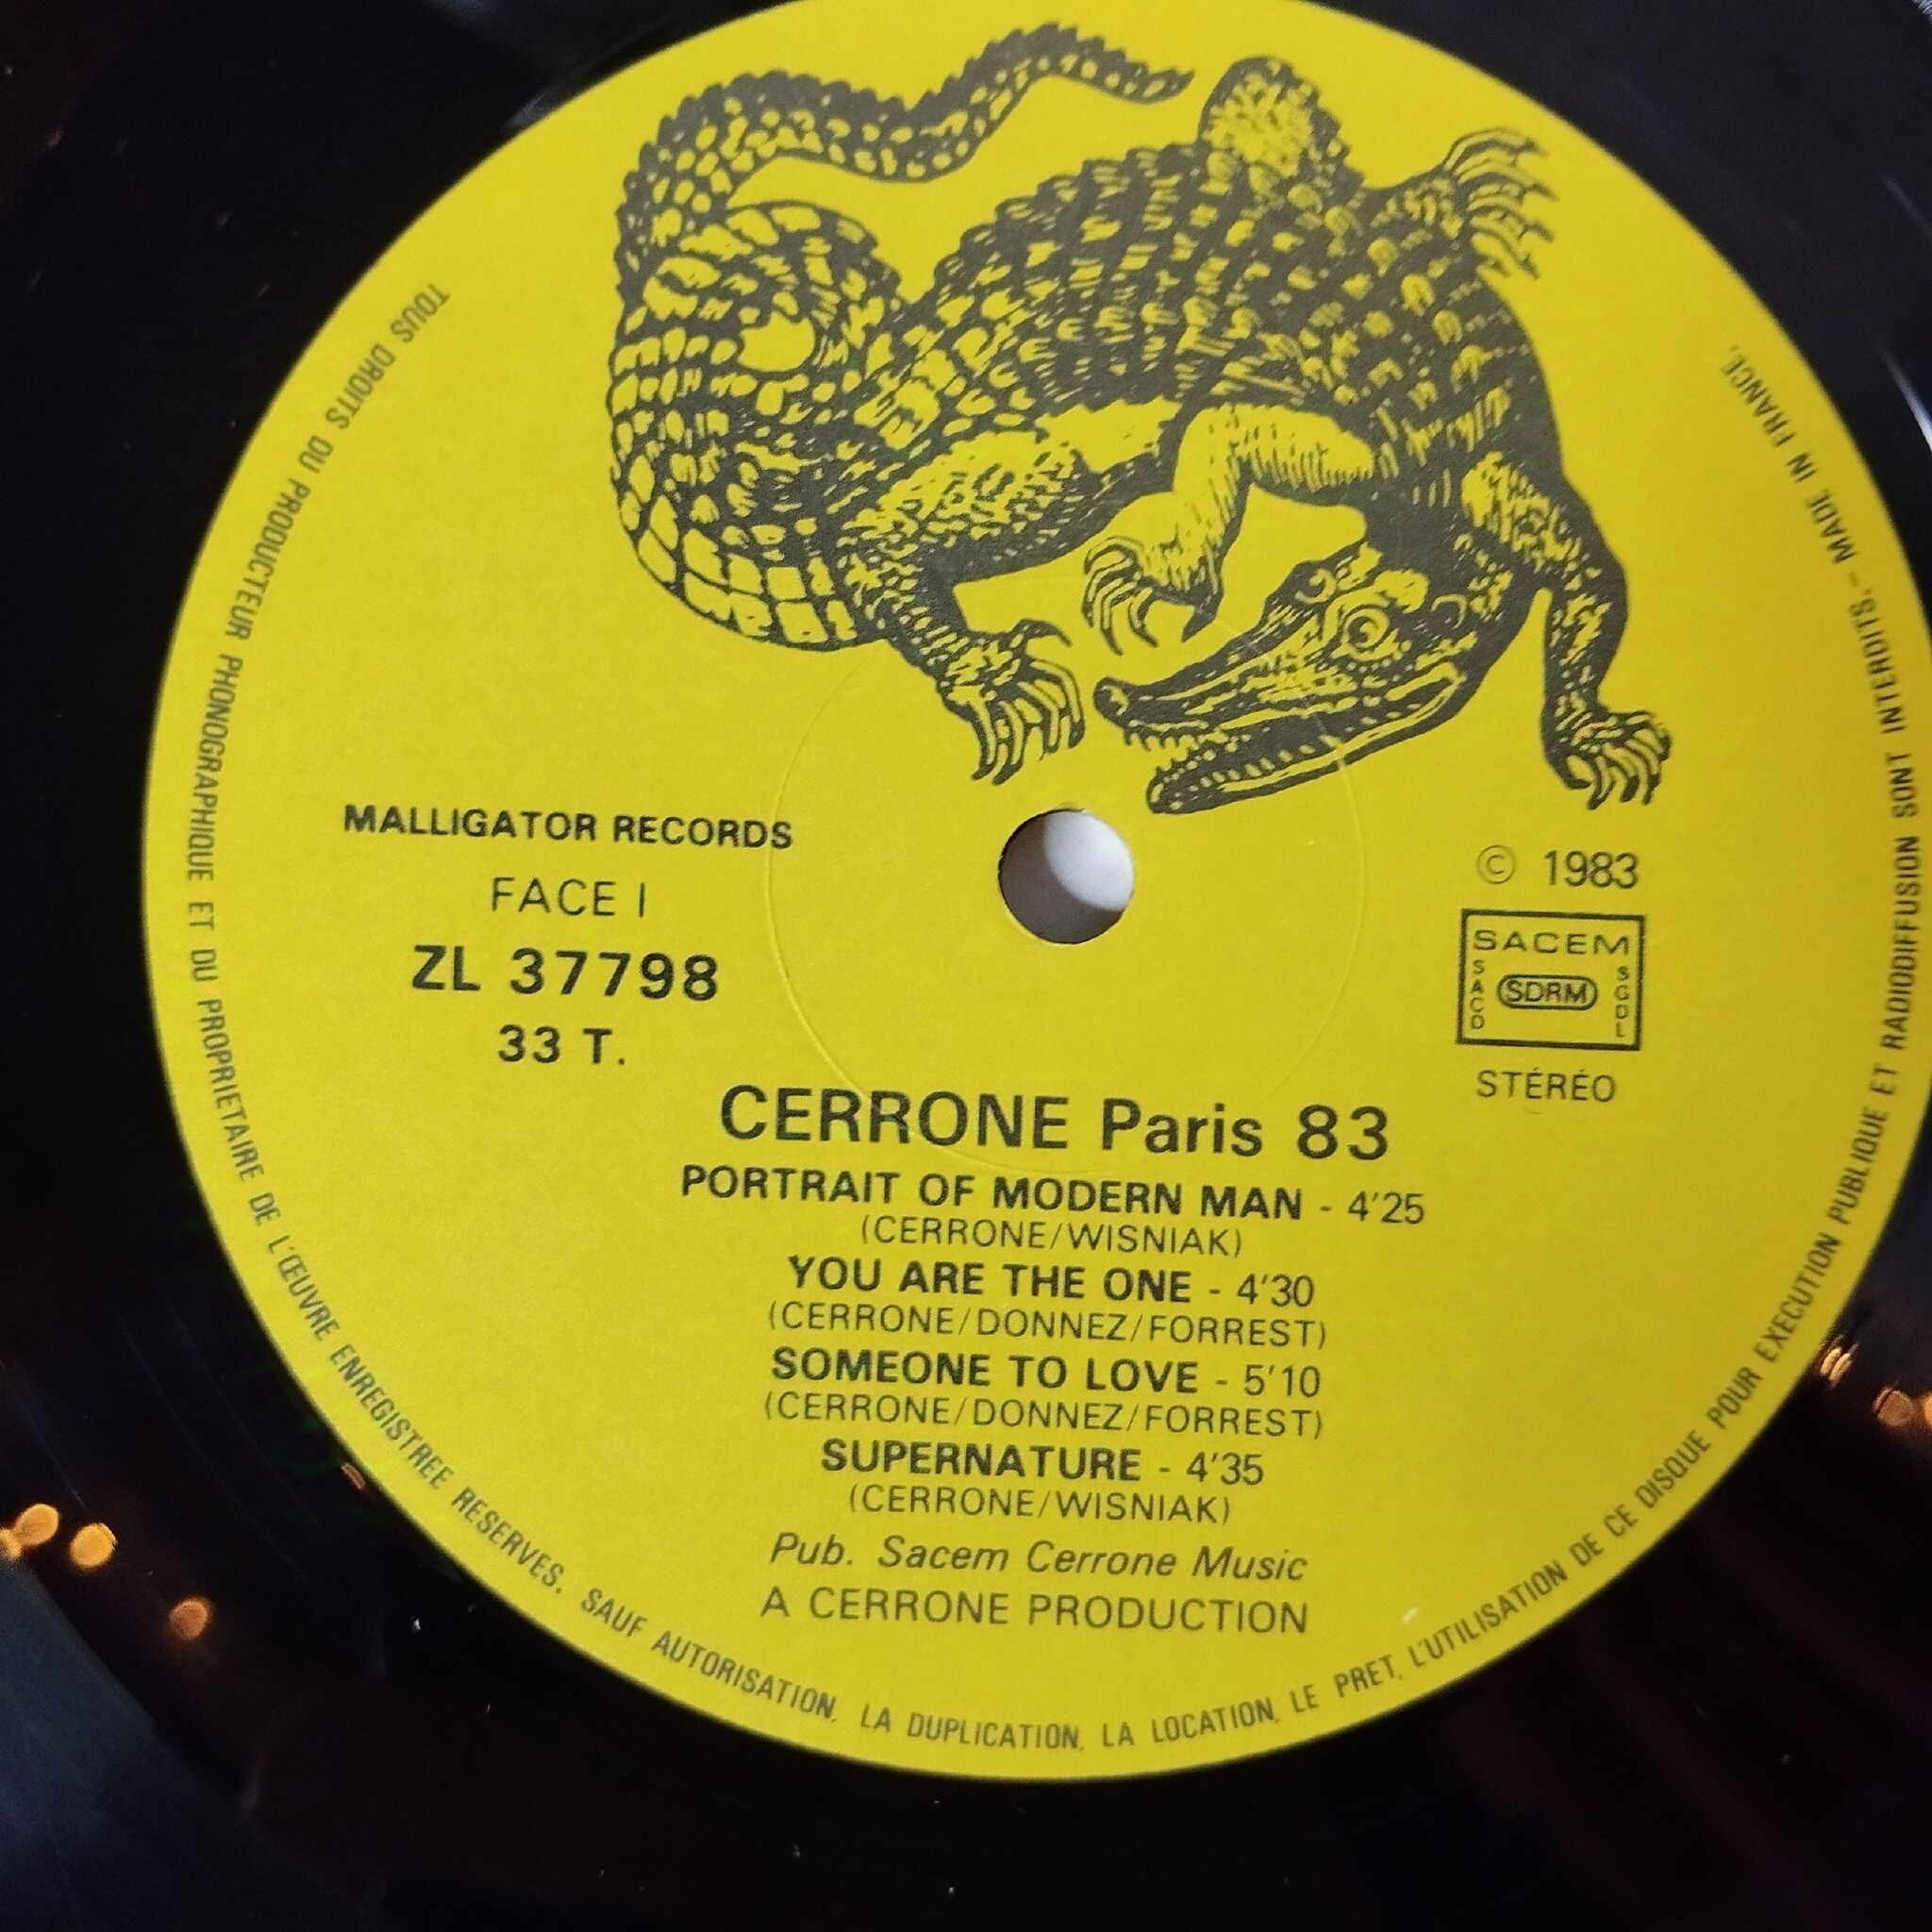 MALLIGATOR RECORDS
FACE I
ZL 37798
33 T.
© 1983
SACEM
SACD
SDRM
SGDL
STÉRÉO
CERRONE Paris 83
PORTRAIT OF MODERN MAN - 4'25
(CERRONE/WISNIAK)
YOU ARE THE ONE - 4'30
(CERRONE/DONNEZ/FORREST)
SOMEONE TO LOVE - 5'10
(CERRONE/DONNEZ/FORREST)
SUPERNATURE - 4'35
(CERRONE/WISNIAK)
Pub. Sacem Cerrone Music
A CERRONE PRODUCTION
TOUS DROITS DU PRODUCTEUR PHONOGRAPHIQUE ET DU PROPRIETAIRE DE L'ŒUVRE ENREGISTREE RESERVES. SAUF AUTORISATION, LA DUPLICATION, LA LOCATION, LE PRET, L'UTILISATION DE CE DISQUE POUR EXECUTION PUBLIQUE ET RADIODIFFUSION SONT INTERDITS. - MADE IN FRANCE.